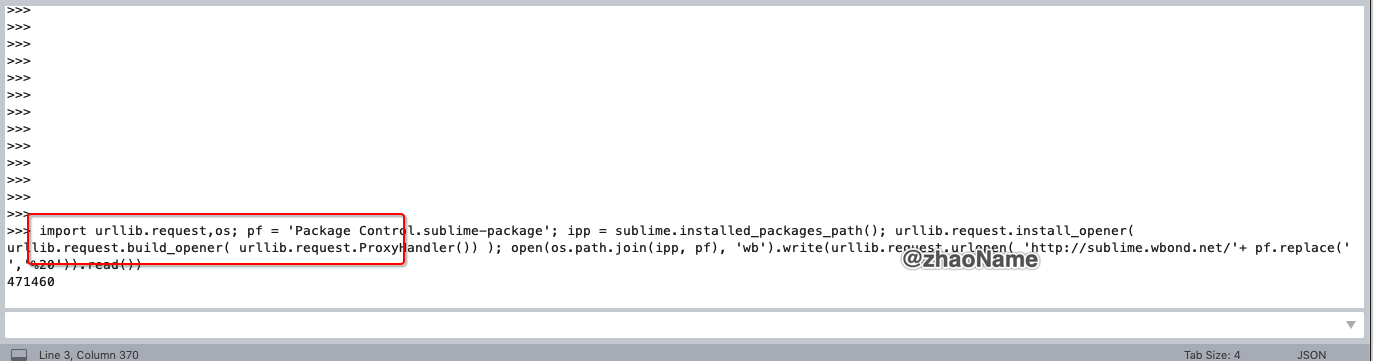 >>>
>>>
>>>
>>>
>>>
>>>
>>>
>>>
>>>
>>>
>>>
>>>
>>>
>>> import urllib.request,os; pf = 'Package Control.sublime-package'; ipp = sublime.installed_packages_path(); urllib.request.install_opener(
urllib.request.build_opener( urllib.request.ProxyHandler()) ); open(os.path.join(ipp, pf), 'wb').write(urllib.request.urlopen( 'http://sublime.wbond.net/'+ pf.replace('
','%20')).read())
@zhaoName
471460
Line 3, Column 370
Tab Size: 4
JSON